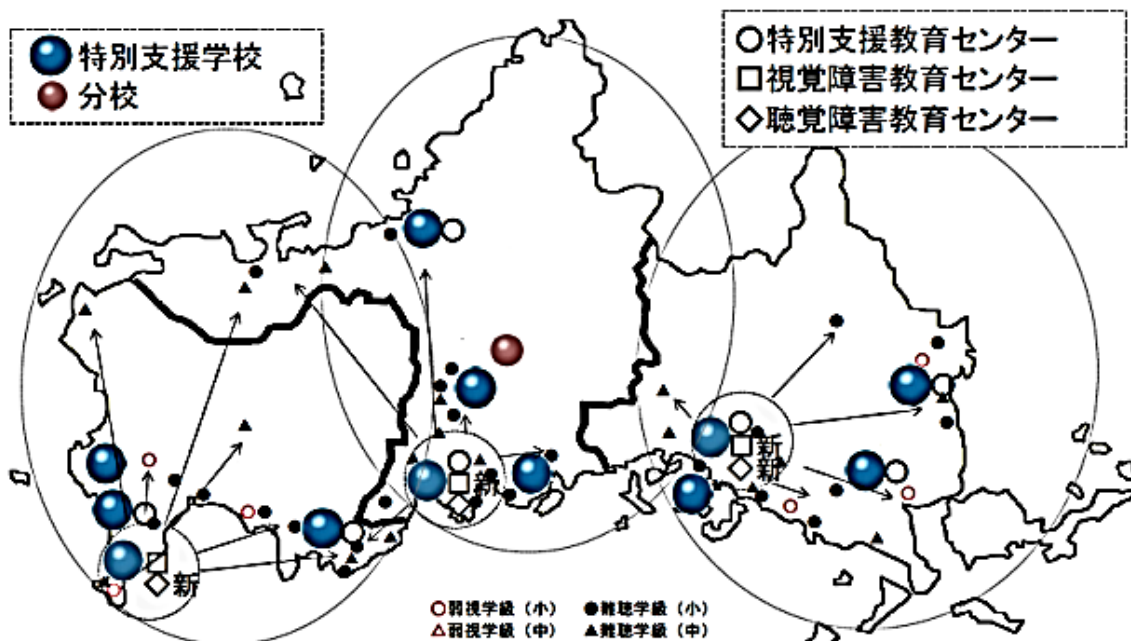 特別支援学校
分校
特別支援教育センター
視覚障害教育センター
聴覚障害教育センター
新
新
新
新
弱視学級（小）
難聴学級（小）
弱視学級（中）
難聴学級（中）